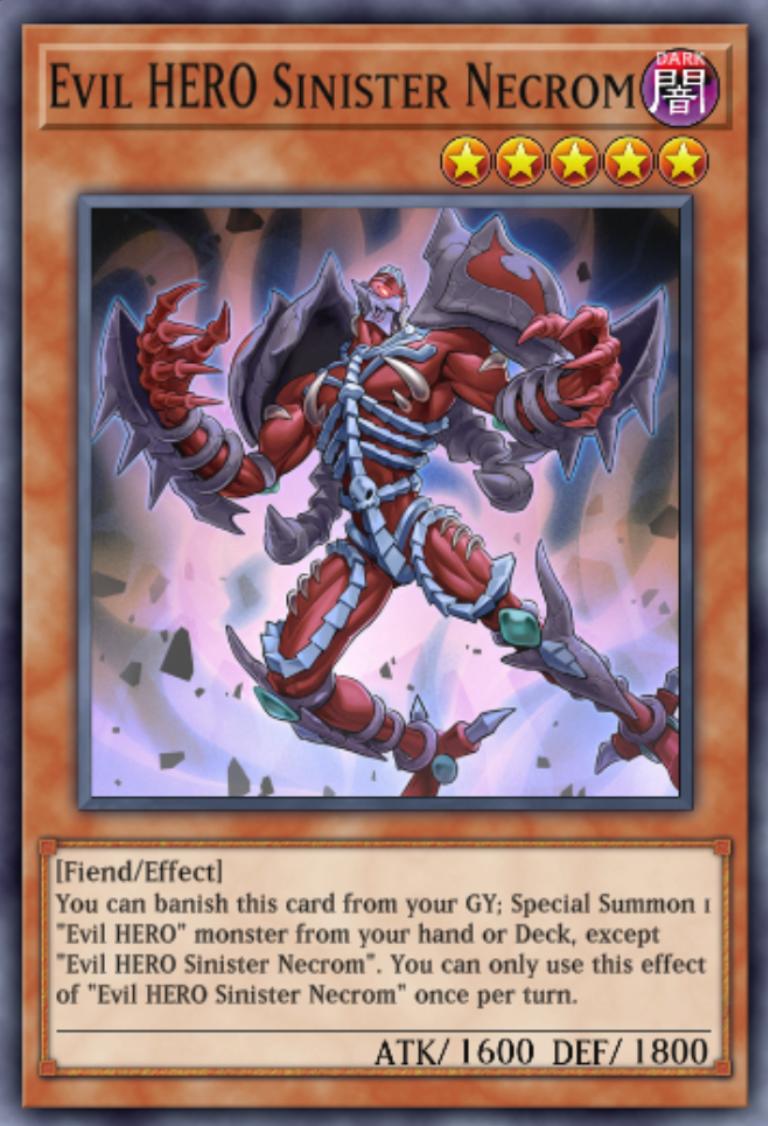 Evil HERO Sinister Necrom
DARK
闇
[Fiend/Effect]
You can banish this card from your GY; Special Summon 1
"Evil HERO" monster from your hand or Deck, except
"Evil HERO Sinister Necrom". You can only use this effect
of "Evil HERO Sinister Necrom" once per turn.
ATK/ 1600 DEF/ 1800